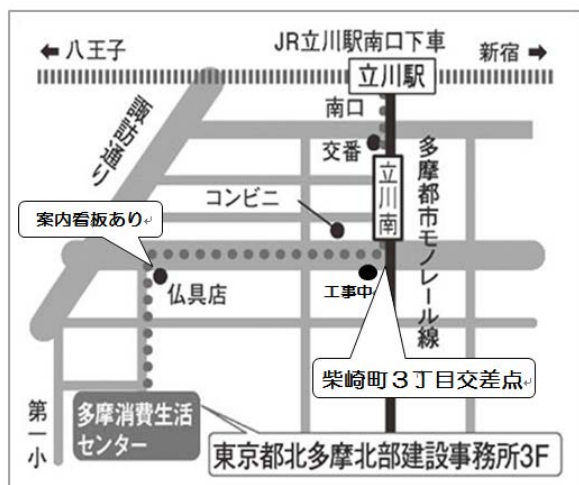 JR立川駅南口下車
← 八王子
新宿 →
立川駅
南口
諏訪通り
交番
立川南
多摩都市モノレール線
コンビニ
案内看板あり
仏具店
工事中
柴崎町3丁目交差点
第一小
多摩消費生活
センター
東京都北多摩北部建設事務所3F